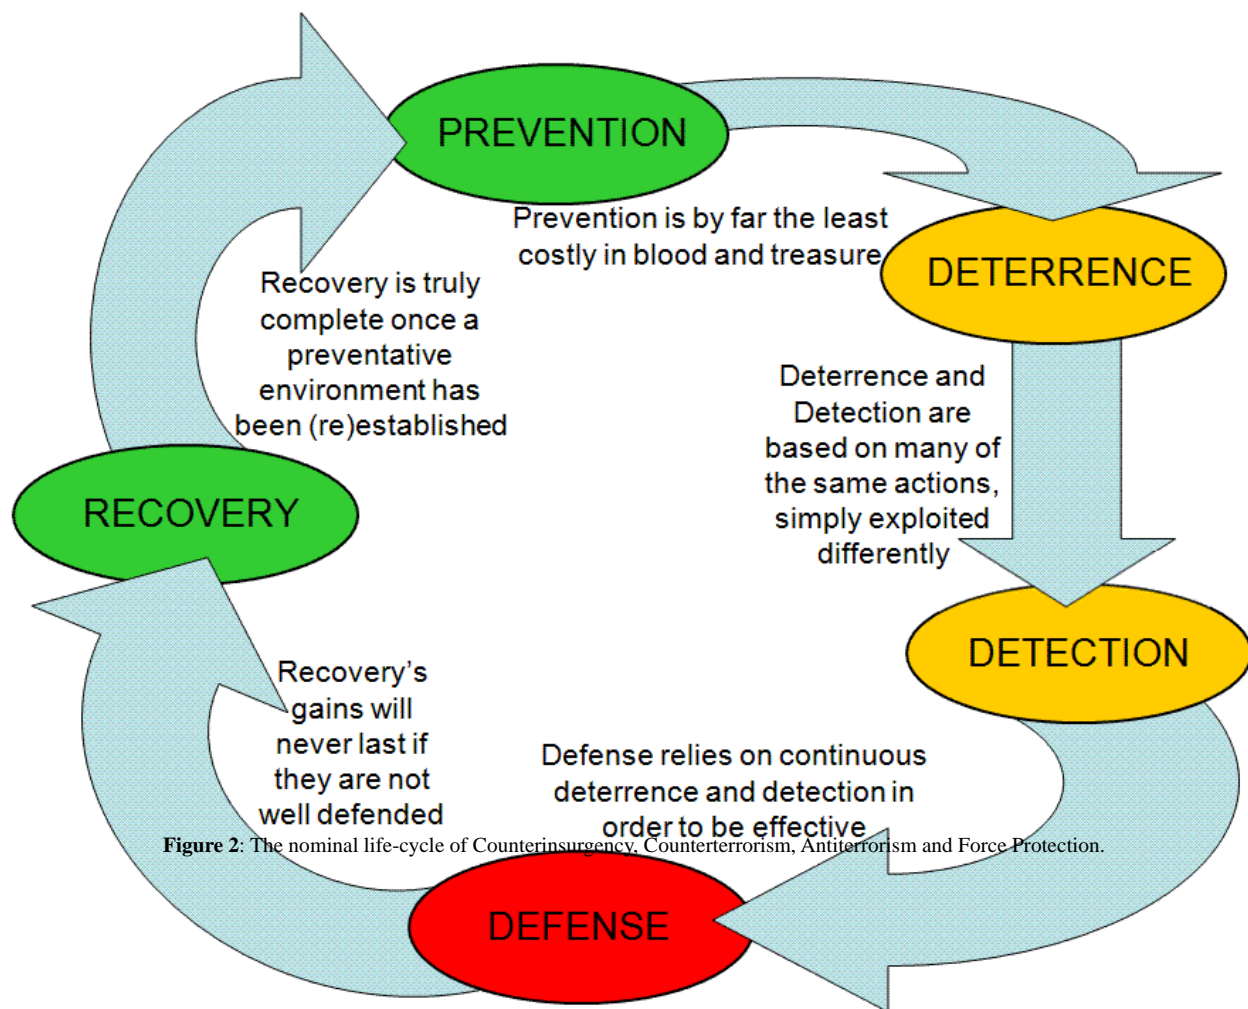 PREVENTION
Prevention is by far the least
costly in blood and treasure
DETERRENCE
Deterrence and
Detection are
based on many of
the same actions,
simply exploited
differently
DETECTION
Defense relies on continuous
deterrence and detection in
order to be effective
DEFENSE
Recovery's
gains will
never last if
they are not
well defended
RECOVERY
Recovery is truly
complete once a
preventative
environment has
been (re)established
Figure 2: The nominal life-cycle of Counterinsurgency, Counterterrorism, Antiterrorism and Force Protection.